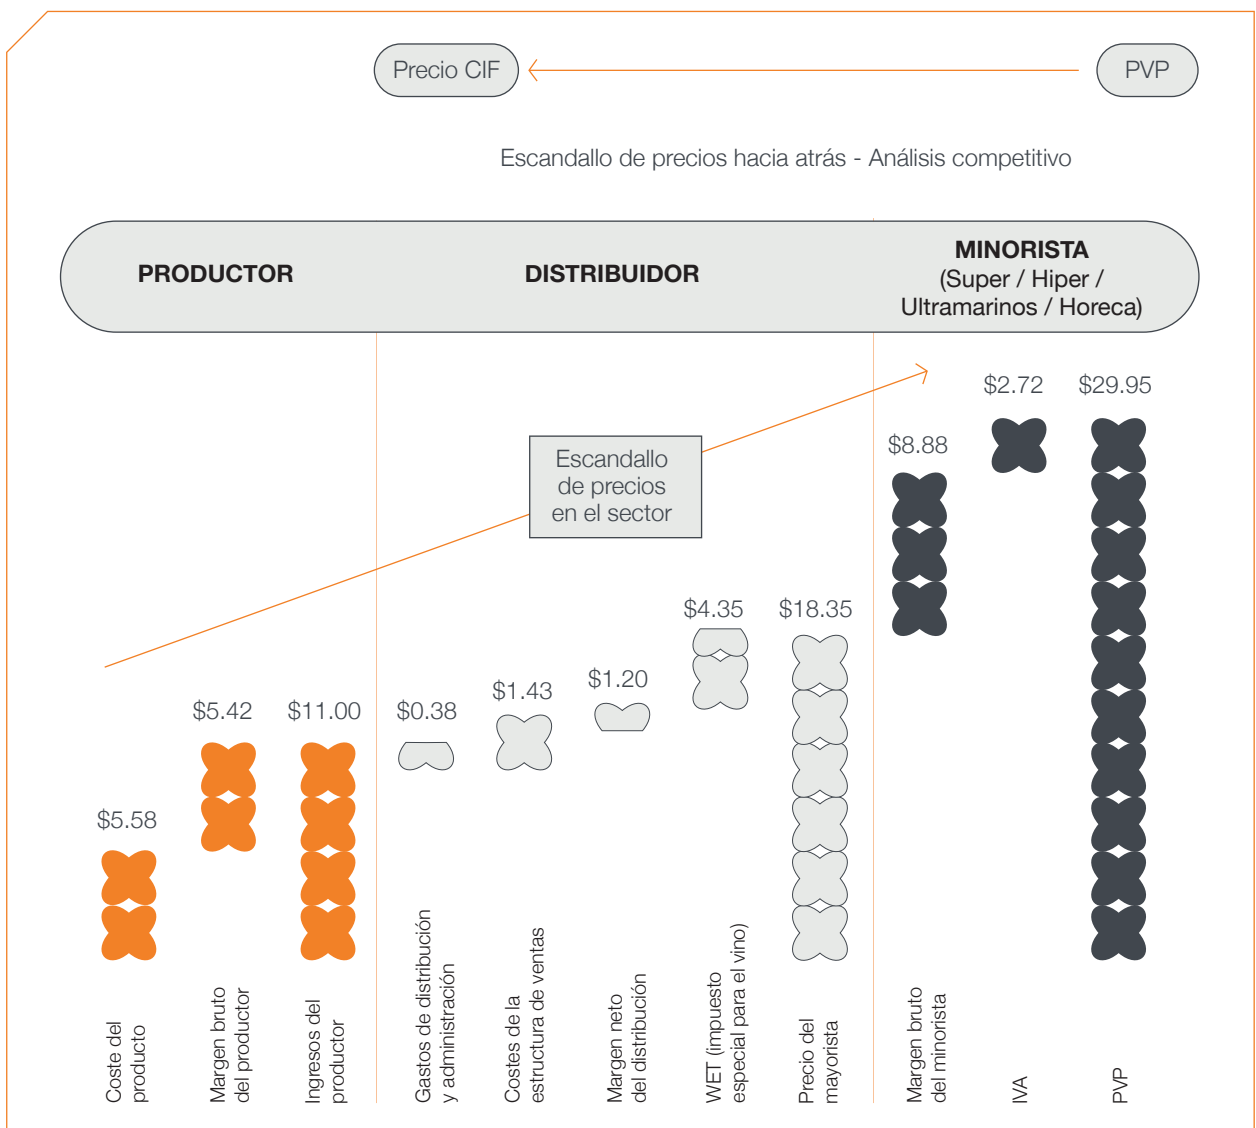 Precio CIF
PVP
Escandallo de precios hacia atrás - Análisis competitivo
PRODUCTOR
DISTRIBUIDOR
MINORISTA
(Super / Hiper /
Ultramarinos / Horeca)
Escandallo
de precios
en el sector
$5.58
$5.42
$11.00
$0.38
$1.43
$1.20
$4.35
$18.35
$8.88
$2.72
$29.95
Coste del
producto
Margen bruto
del productor
Ingresos del
productor
Gastos de distribución
y administración
Costes de la
estructura de ventas
Margen neto
del distribución
WET (impuesto
especial para el vino)
Precio del
mayorista
Margen bruto
del minorista
IVA
PVP